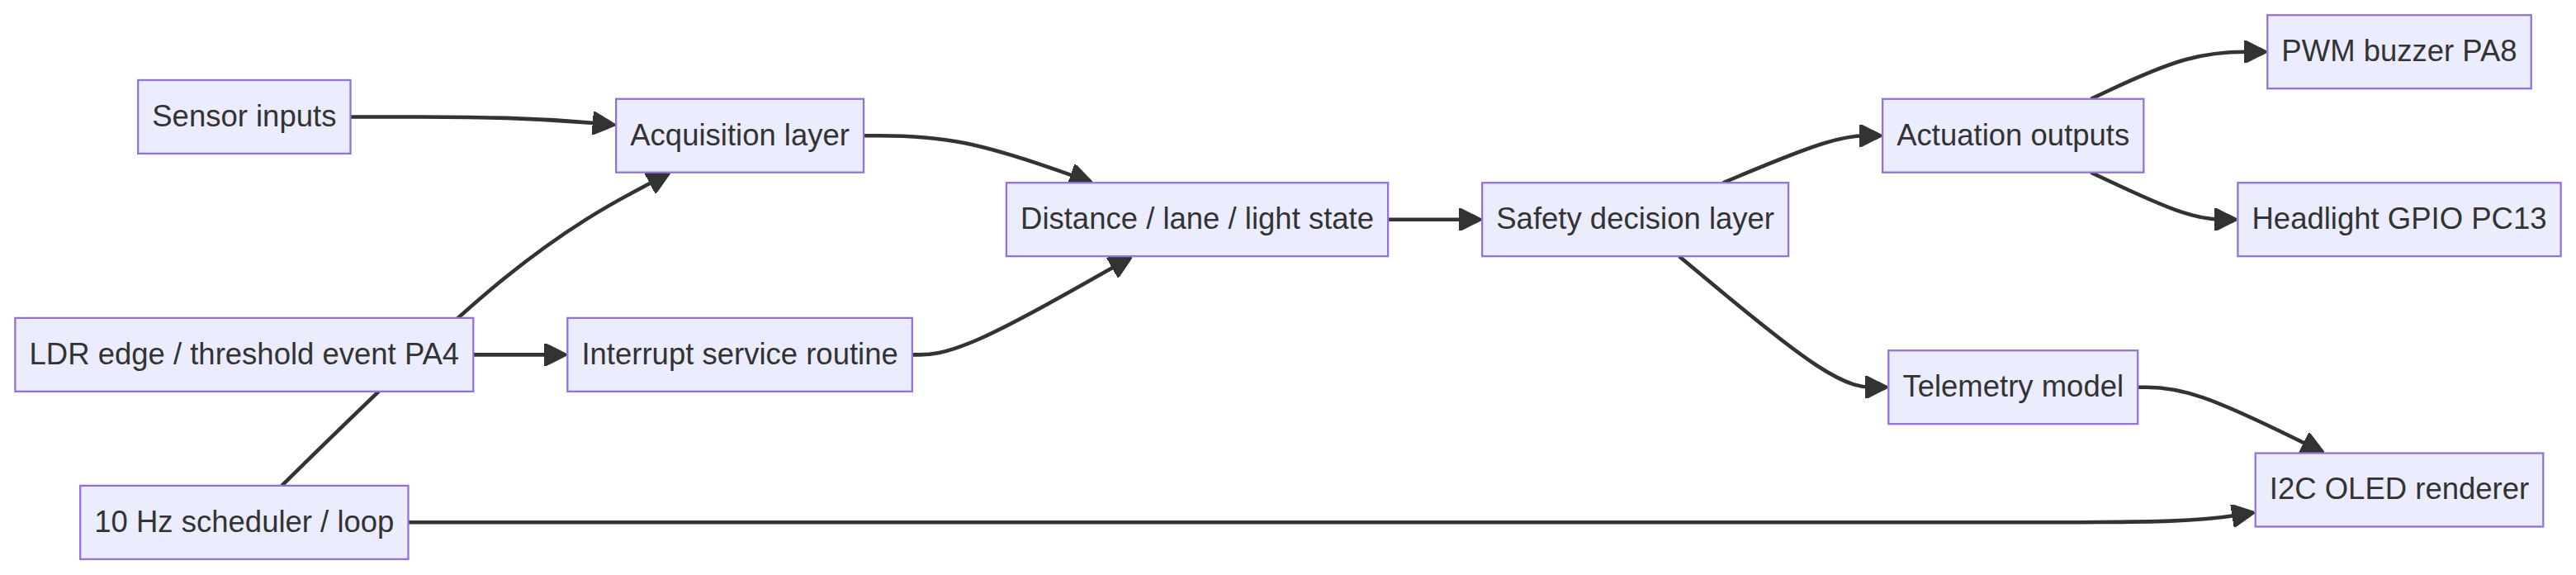 PWM buzzer PA8
Sensor inputs
Acquisition layer
Actuation outputs
Distance / lane / light state
Safety decision layer
Headlight GPIO PC13
LDR edge / threshold event PA4
Interrupt service routine
Telemetry model
10 Hz scheduler / loop
I2C OLED renderer